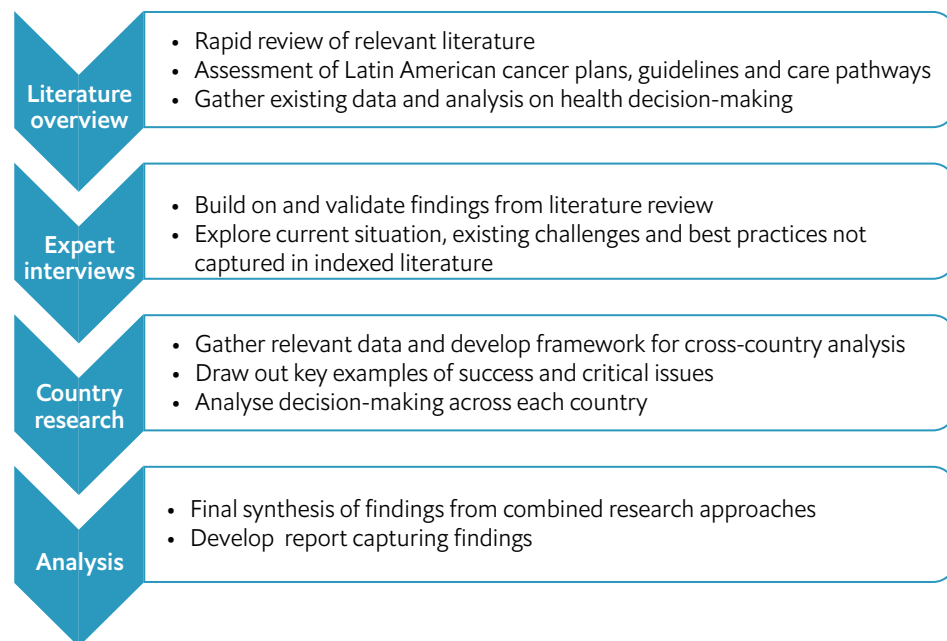 Literature
overview
• Rapid review of relevant literature
• Assessment of Latin American cancer plans, guidelines and care pathways
• Gather existing data and analysis on health decision-making
Expert
interviews
• Build on and validate findings from literature review
• Explore current situation, existing challenges and best practices not
captured in indexed literature
Country
research
• Gather relevant data and develop framework for cross-country analysis
• Draw out key examples of success and critical issues
• Analyse decision-making across each country
Analysis
• Final synthesis of findings from combined research approaches
• Develop report capturing findings